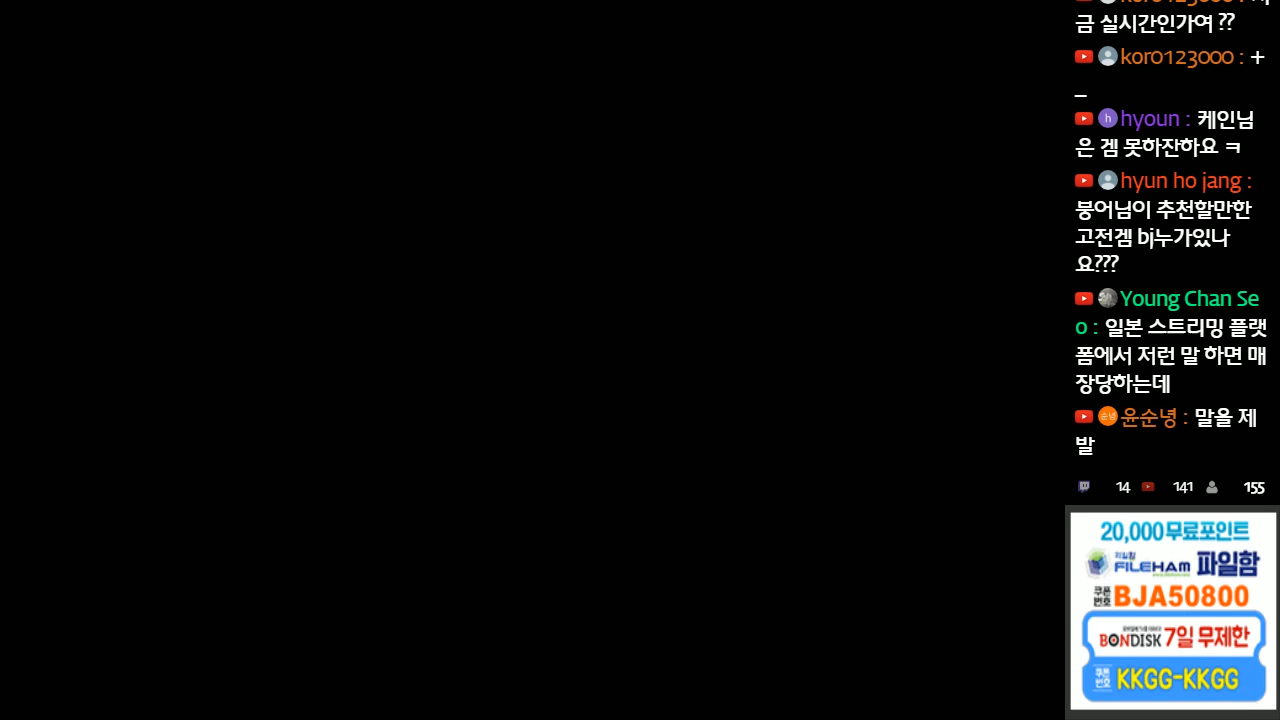 금 실시간인가여 ??
kor0123000 : +
_
hyoun : 케인님
은 겜 못하잔하요 ㅋ
hyun ho jang :
붕어님이 추천할만한
고전겜 bj누가있나
요???
Young Chan Se
o : 일본 스트리밍 플랫
폼에서 저런 말 하면 매
장당하는데
윤순녕 : 말을 제
발
14 141 155
20,000무료포인트
파일함 FILEHAM 파일함
쿠폰번호 BJA50800
BONDISK 7일 무제한
쿠폰번호 KKGG-KKGG